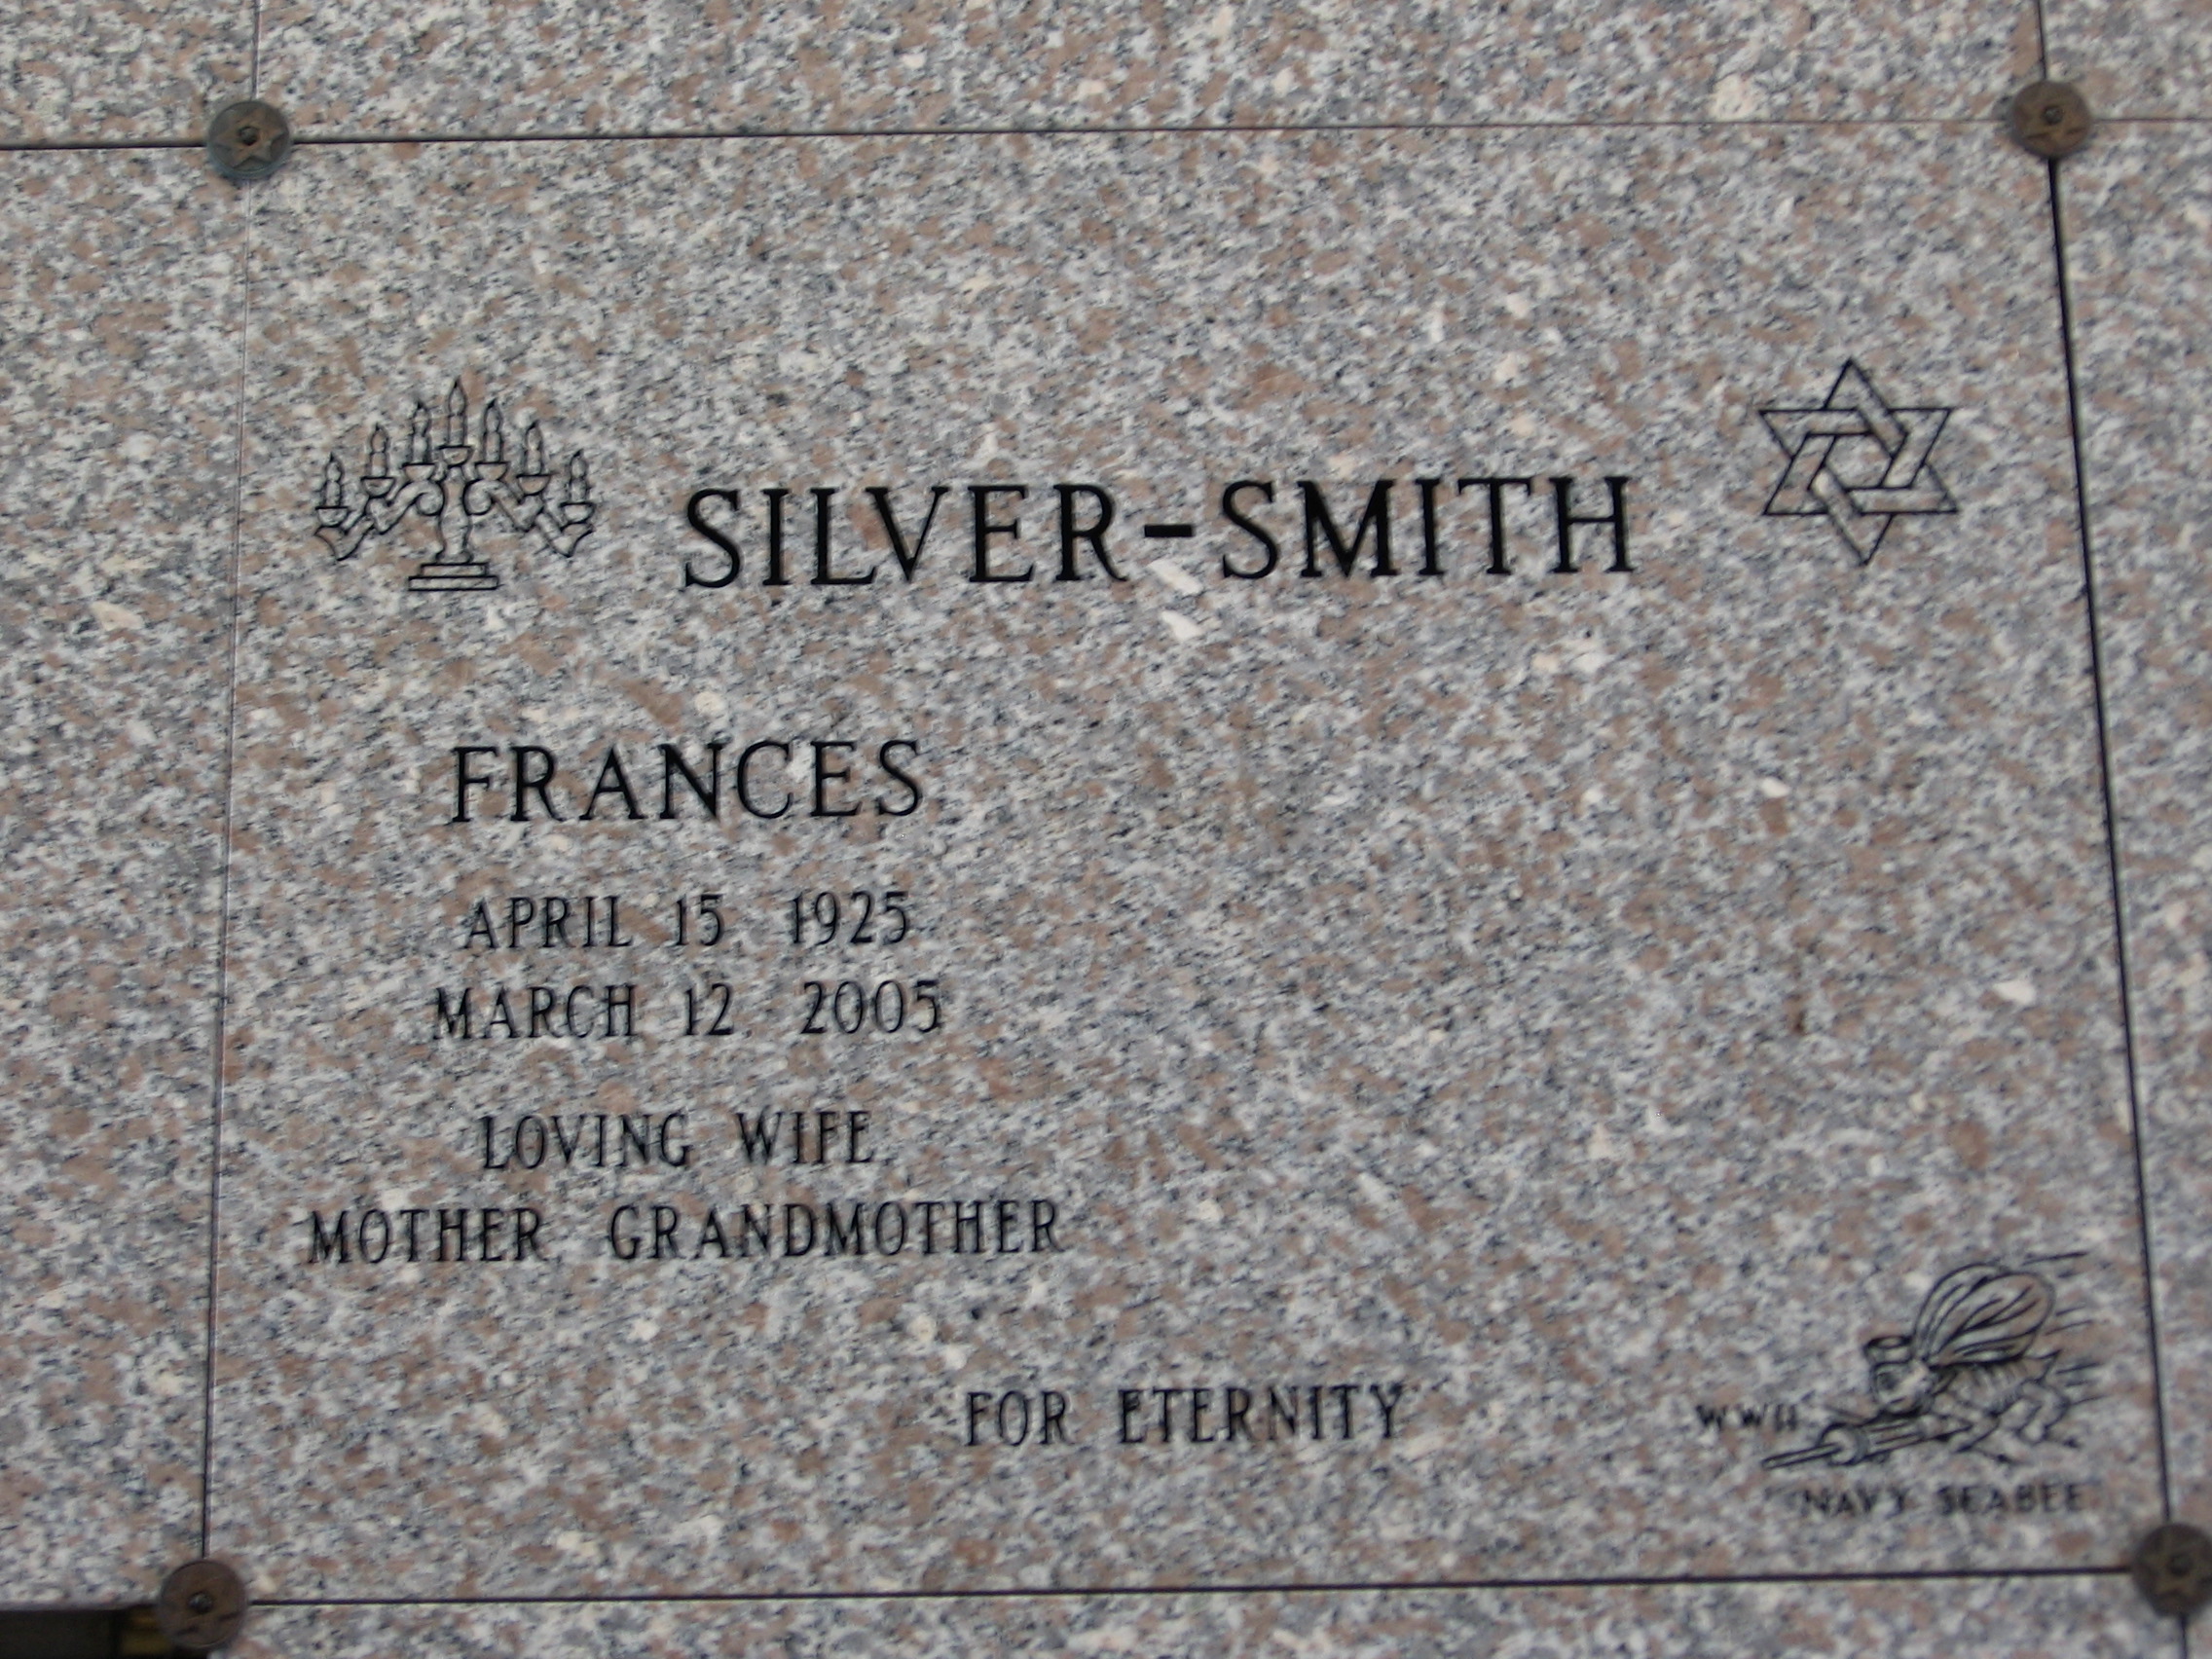 SILVER-SMITH
FRANCES
APRIL 15, 1925
MARCH 12, 2005
LOVING WIFE,
MOTHER, GRANDMOTHER
FOR ETERNITY
WWII
NAVY SEABEE